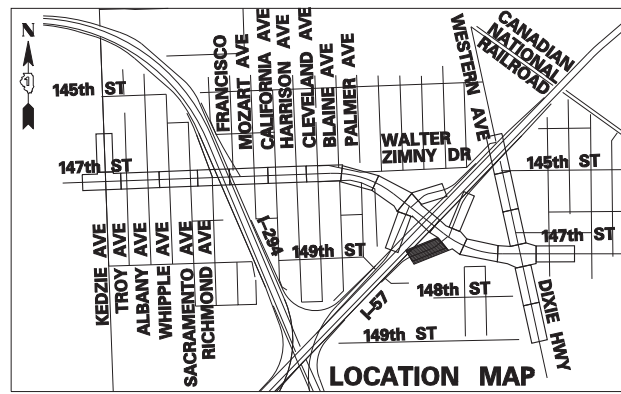 N
145th ST
147th ST
FRANCISCO
MOZART AVE
CALIFORNIA AVE
HARRISON AVE
CLEVELAND AVE
BLAINE AVE
PALMER AVE
WESTERN AVE
CANADIAN
NATIONAL
RAILROAD
WALTER
ZIMNY DR
145th ST
147th ST
KEDZIE AVE
TROY AVE
ALBANY AVE
WHIPPLE AVE
SACRAMENTO AVE
RICHMOND AVE
I-294
149th ST
I-57
148th ST
149th ST
DIXIE HWY
LOCATION MAP